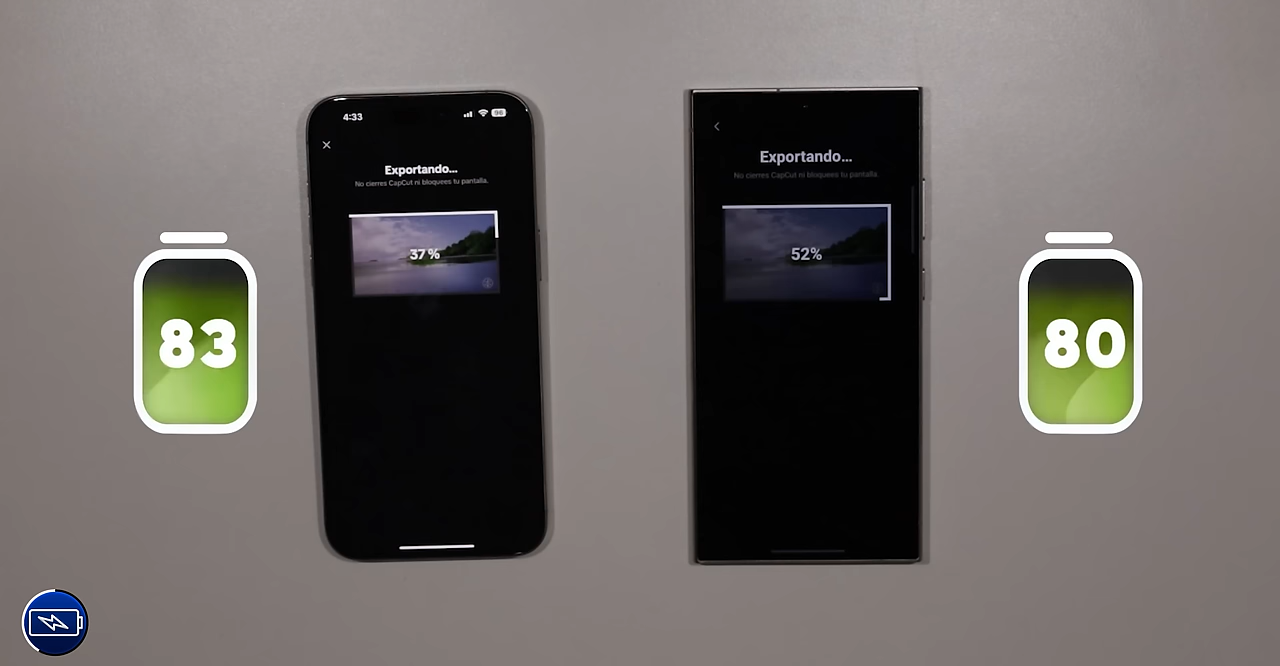 4:33
96
Exportando...
No cierres CapCut ni bloquees tu pantalla.
37%
83
Exportando...
No cierres CapCut ni bloquees tu pantalla.
52%
80